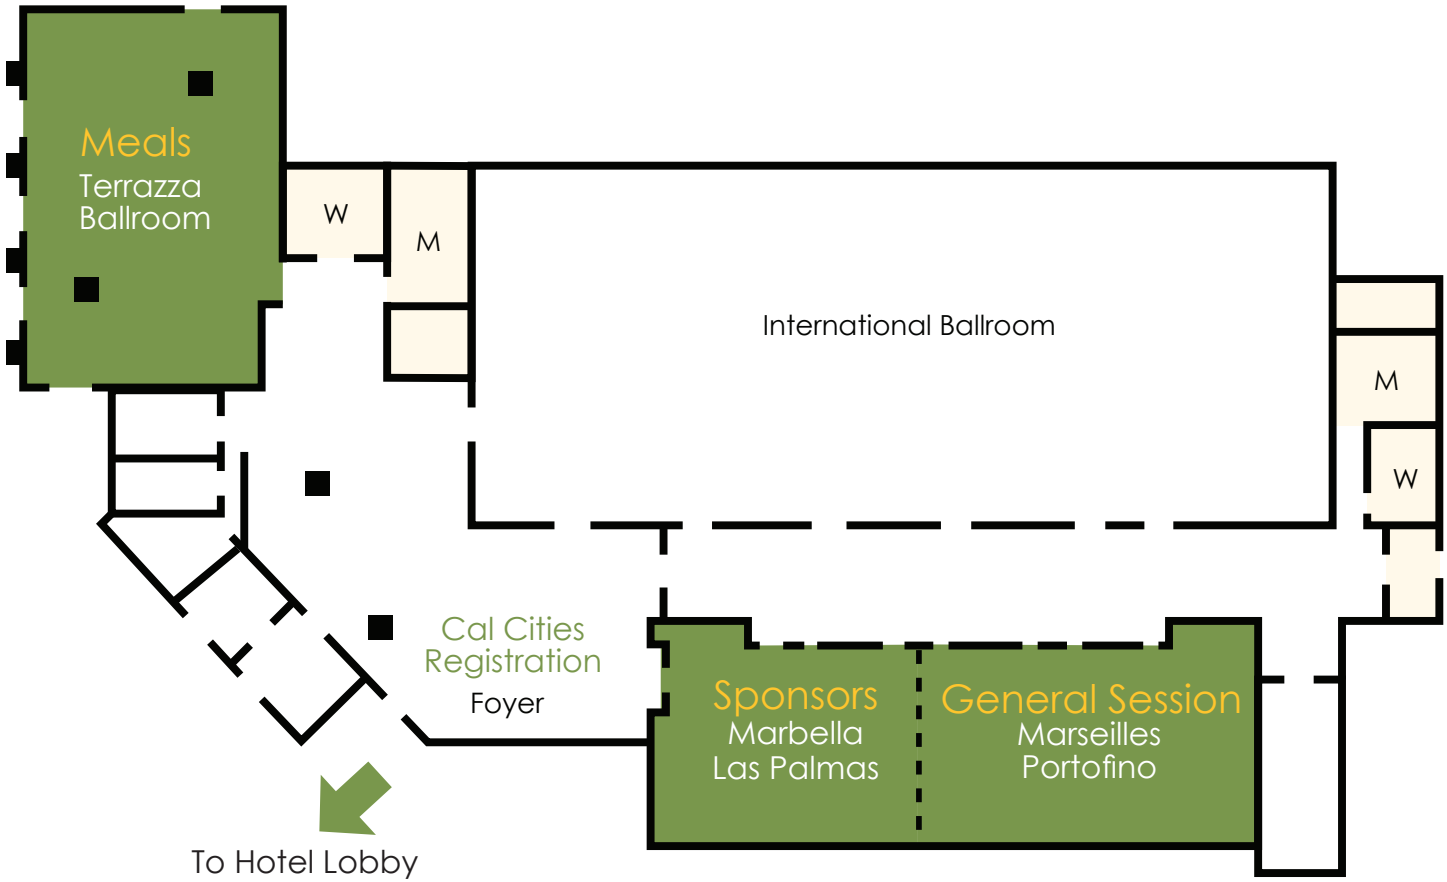 Meals
Terrazza
Ballroom
W
M
International Ballroom
M
W
Cal Cities
Registration
Foyer
Sponsors
Marbella
Las Palmas
General Session
Marseilles
Portofino
To Hotel Lobby